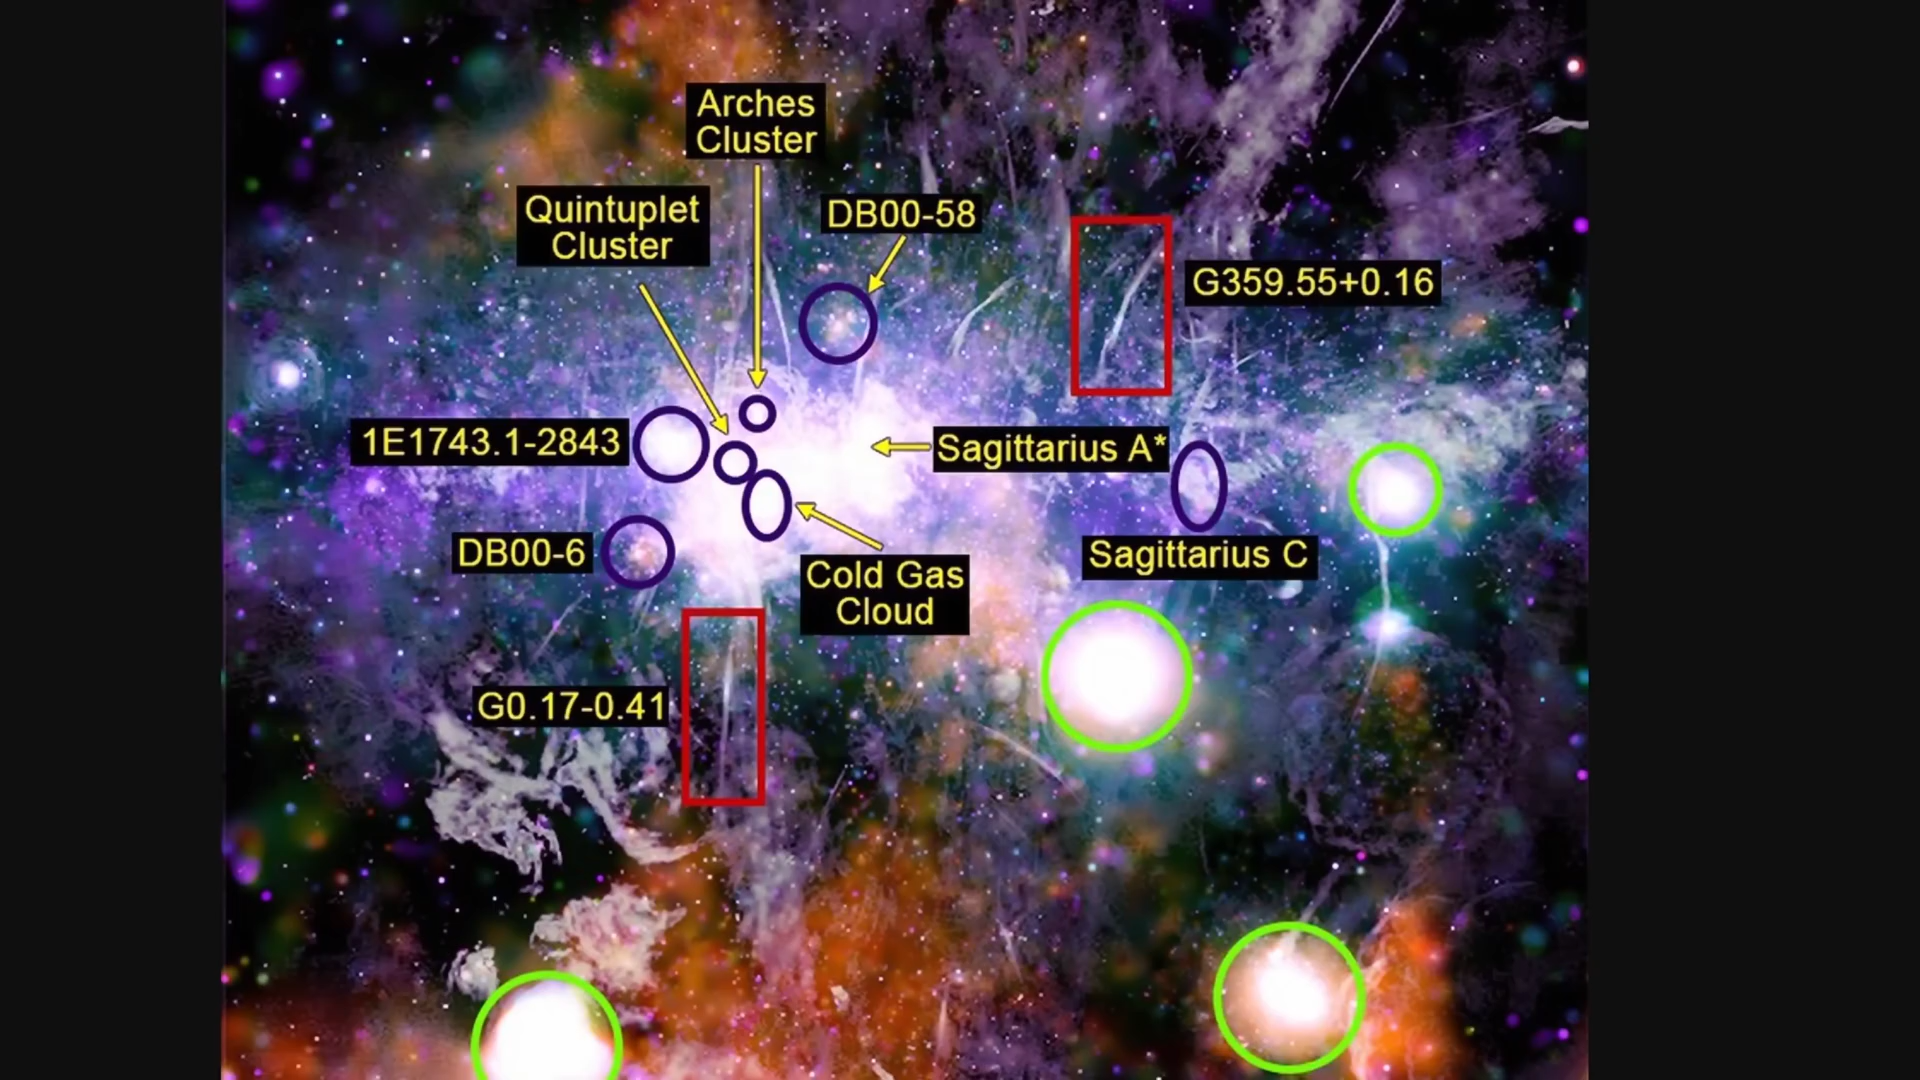 Arches
Cluster
Quintuplet
Cluster
DB00-58
G359.55+0.16
1E1743.1-2843
Sagittarius A*
DB00-6
Cold Gas
Cloud
Sagittarius C
G0.17-0.41